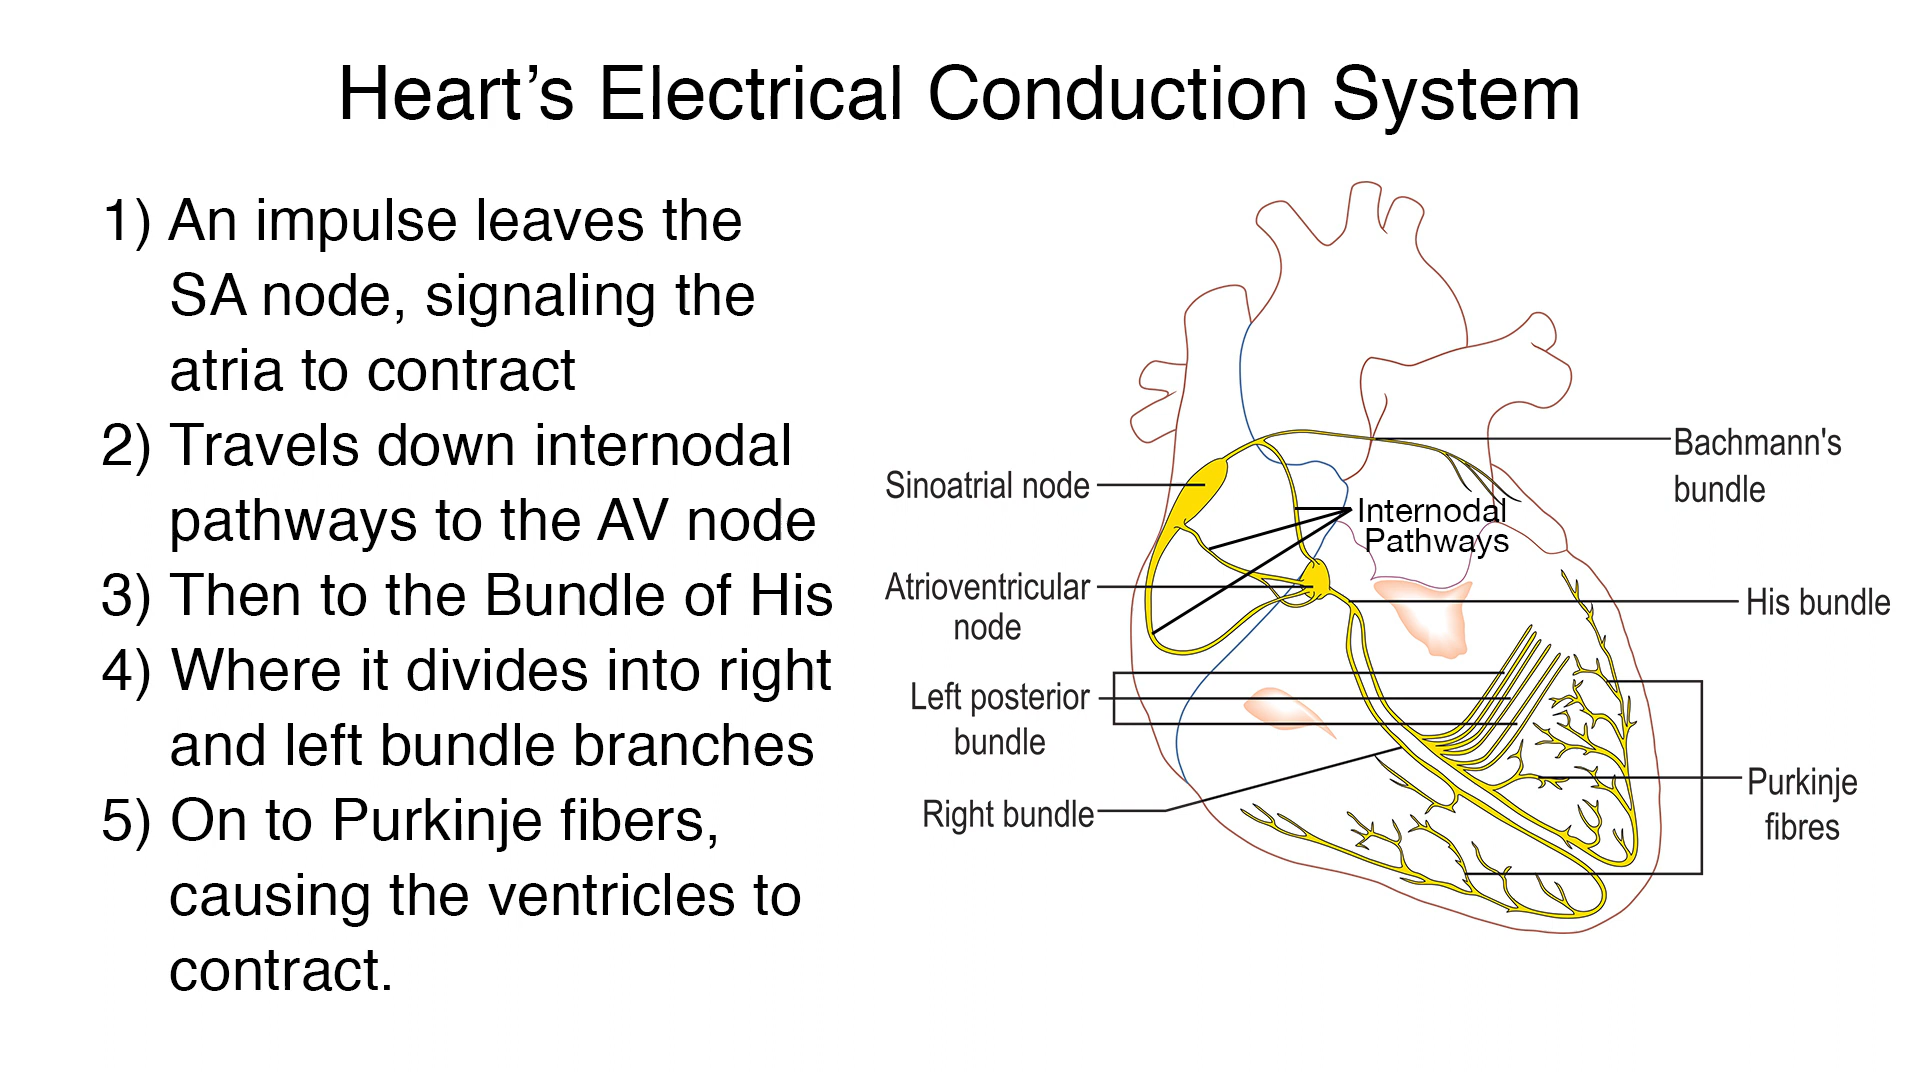 Heart’s Electrical Conduction System
1) An impulse leaves the
SA node, signaling the
atria to contract
2) Travels down internodal
pathways to the AV node
3) Then to the Bundle of His
4) Where it divides into right
and left bundle branches
5) On to Purkinje fibers,
causing the ventricles to
contract.
Sinoatrial node
Atrioventricular
node
Left posterior
bundle
Right bundle
Internodal
Pathways
Bachmann's
bundle
His bundle
Purkinje
fibres